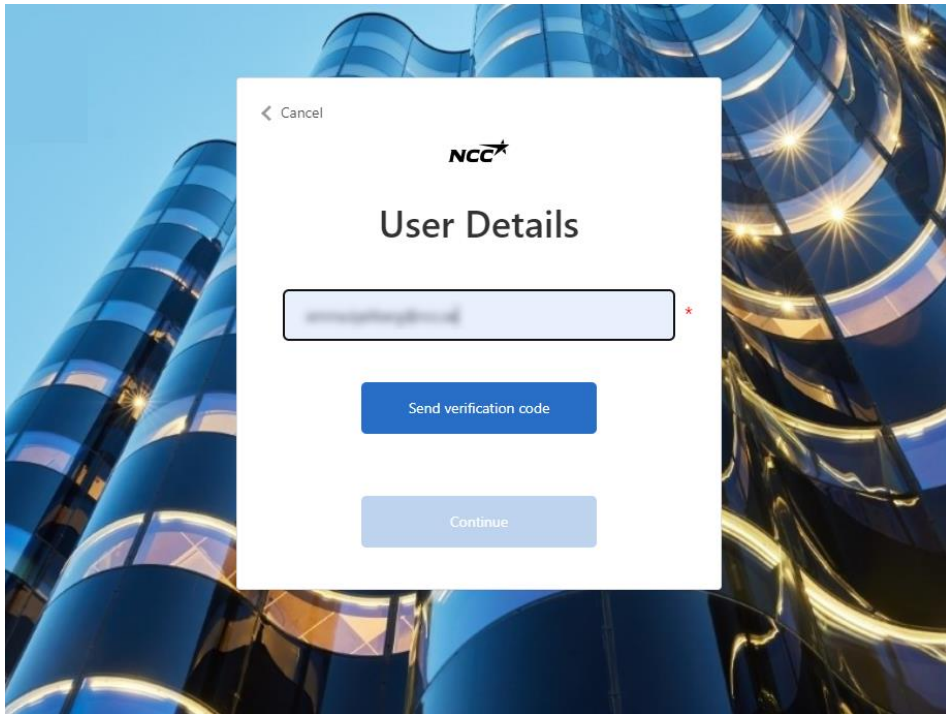 Cancel
NCC
User Details
*
Send verification code
Continue